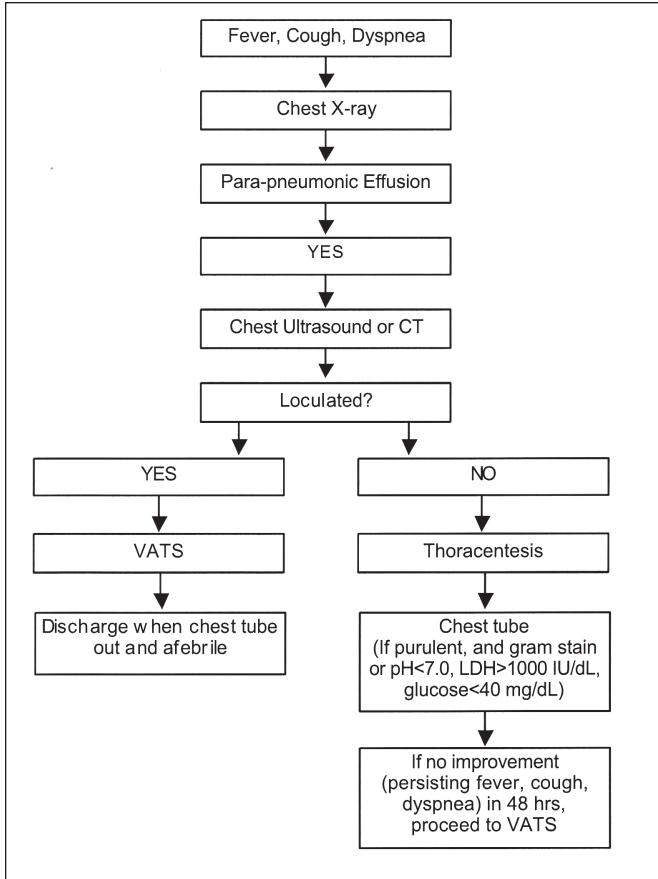 Fever, Cough, Dyspnea
Chest X-ray
Para-pneumonic Effusion
YES
Chest Ultrasound or CT
Loculated?
YES
NO
VATS
Thoracentesis
Discharge when chest tube
out and afebrile
Chest tube
(If purulent, and gram stain
or pH<7.0, LDH>1000 IU/dL,
glucose<40 mg/dL)
If no improvement
(persisting fever, cough,
dyspnea) in 48 hrs,
proceed to VATS